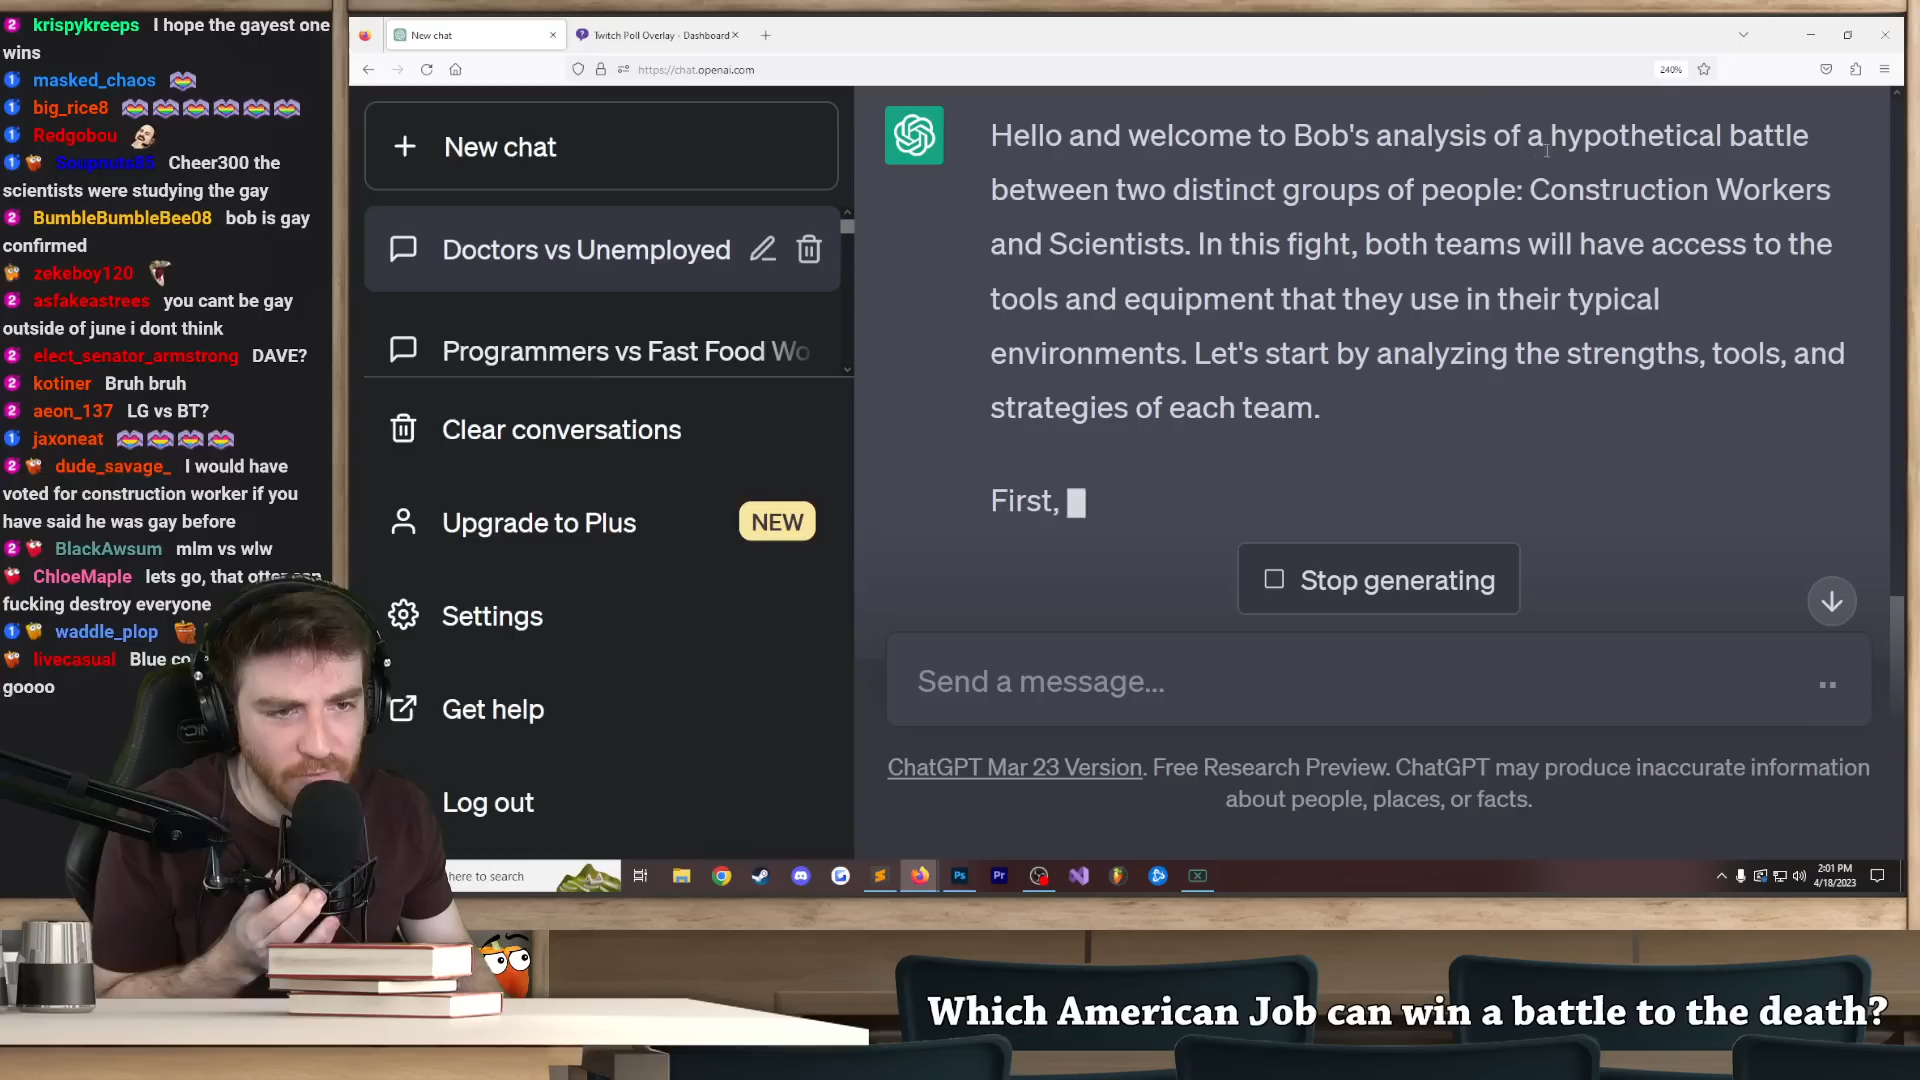 krispykreeps I hope the gayest one
wins
masked_chaos
big_rice8
Redgobou
Soupnuts85 Cheer300 the
scientists were studying the gay
BumbleBumbleBee08 bob is gay
confirmed
zekeboy120
asfakeastrees you cant be gay
outside of june i dont think
elect_senator_armstrong DAVE?
kotiner Bruh bruh
aeon_137 LG vs BT?
jaxoneat
dude_savage_ I would have
voted for construction worker if you
have said he was gay before
BlackAwsum mlm vs wlw
ChloeMaple lets go, that otter can
fucking destroy everyone
waddle_plop
livecasual Blue co
goooo
New chat
Twitch Poll Overlay - Dashboard
https://chat.openai.com
240%
New chat
Doctors vs Unemployed
Programmers vs Fast Food Wo
Clear conversations
Upgrade to Plus NEW
Settings
Get help
Log out
Hello and welcome to Bob's analysis of a hypothetical battle
between two distinct groups of people: Construction Workers
and Scientists. In this fight, both teams will have access to the
tools and equipment that they use in their typical
environments. Let's start by analyzing the strengths, tools, and
strategies of each team.
First,
Stop generating
Send a message...
ChatGPT Mar 23 Version. Free Research Preview. ChatGPT may produce inaccurate information
about people, places, or facts.
here to search
2:01 PM
4/18/2023
Which American Job can win a battle to the death?